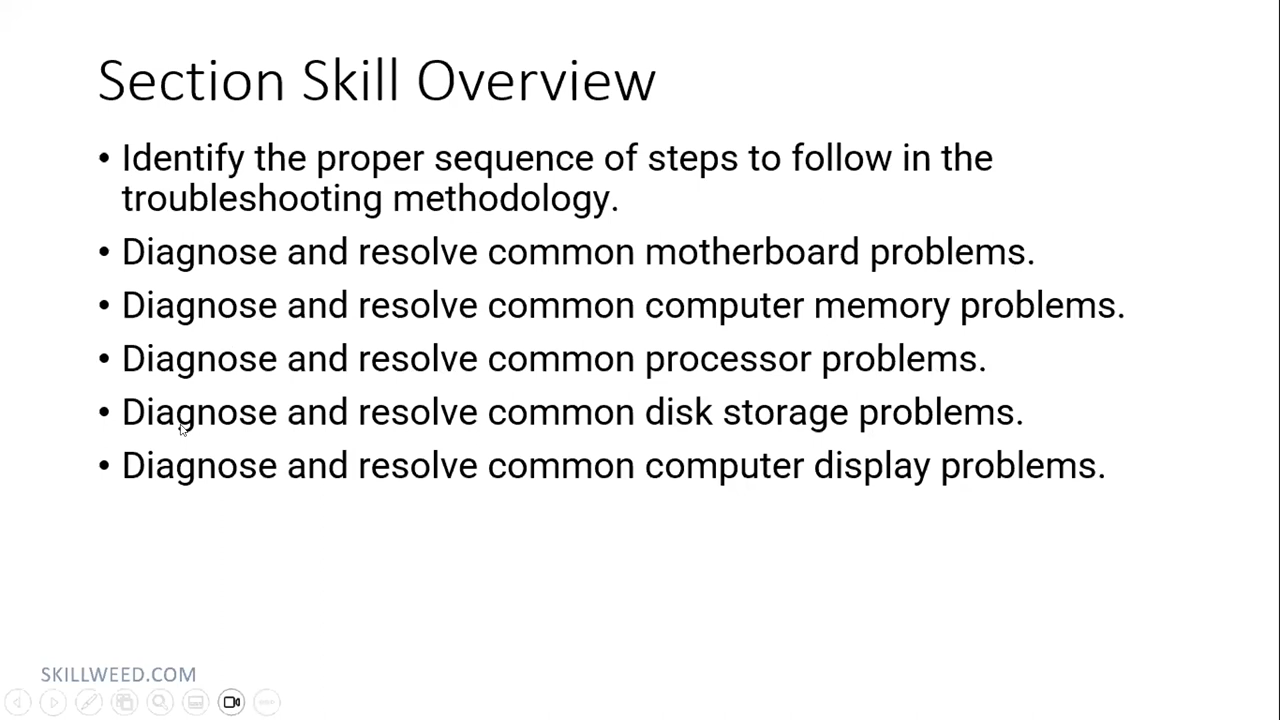 Section Skill Overview
• Identify the proper sequence of steps to follow in the
troubleshooting methodology.
• Diagnose and resolve common motherboard problems.
• Diagnose and resolve common computer memory problems.
• Diagnose and resolve common processor problems.
• Diagnose and resolve common disk storage problems.
• Diagnose and resolve common computer display problems.
SKILLWEED.COM